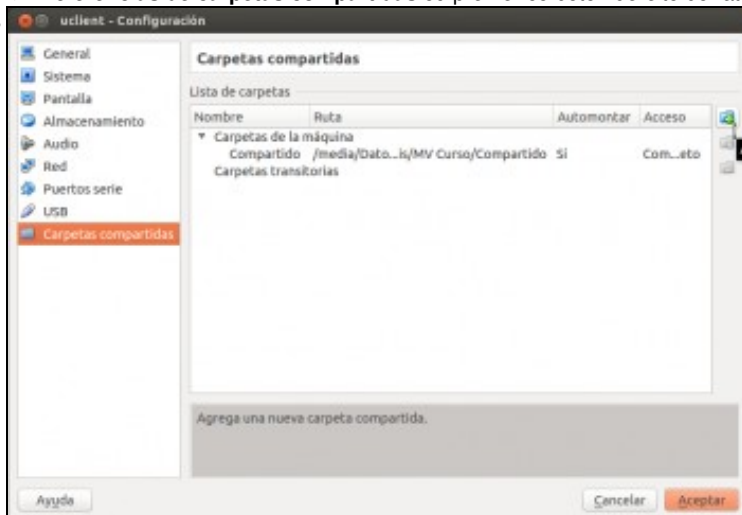 uclient - Configuración
General
Sistema
Pantalla
Almacenamiento
Audio
Red
Puertos serie
USB
Carpetas compartidas
Carpetas compartidas
Lista de carpetas
Nombre Ruta Automontar Acceso
Carpetas de la máquina
Compartido /media/Dato...is/MV Curso/Compartido Sí Com...eto
Carpetas transitorias
Agrega una nueva carpeta compartida.
Ayuda
Cancelar Aceptar